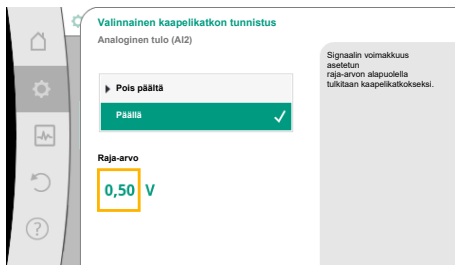 Valinnainen kaapelikatkon tunnistus
Analoginen tulo (AI2)
Signaalin voimakkuus
asetetun
raja-arvon alapuolella
tulkitaan kaapelikatkokseksi.
Pois päältä
Päällä
Raja-arvo
0,50 V
?